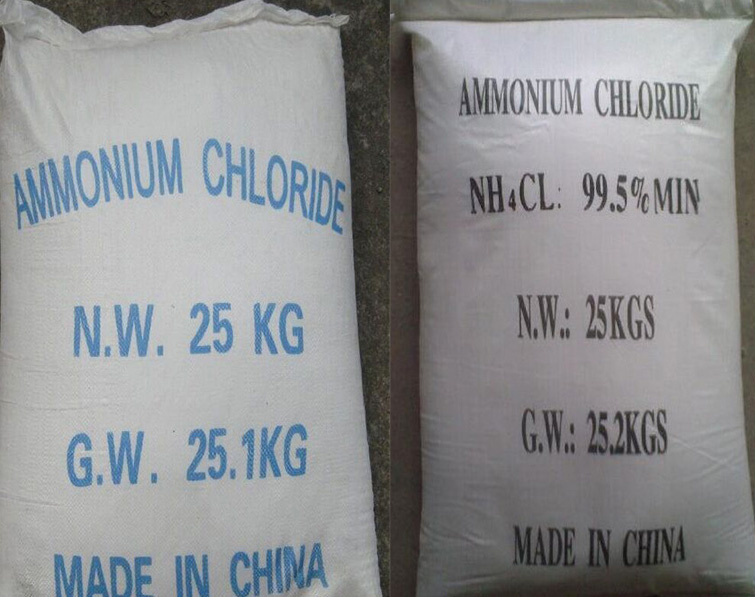 AMMONIUM CHLORIDE
N.W. 25 KG
G.W. 25.1KG
MADE IN CHINA
AMMONIUM CHLORIDE
NH₄CL: 99.5%MIN
N.W.: 25KGS
G.W.: 25.2KGS
MADE IN CHINA